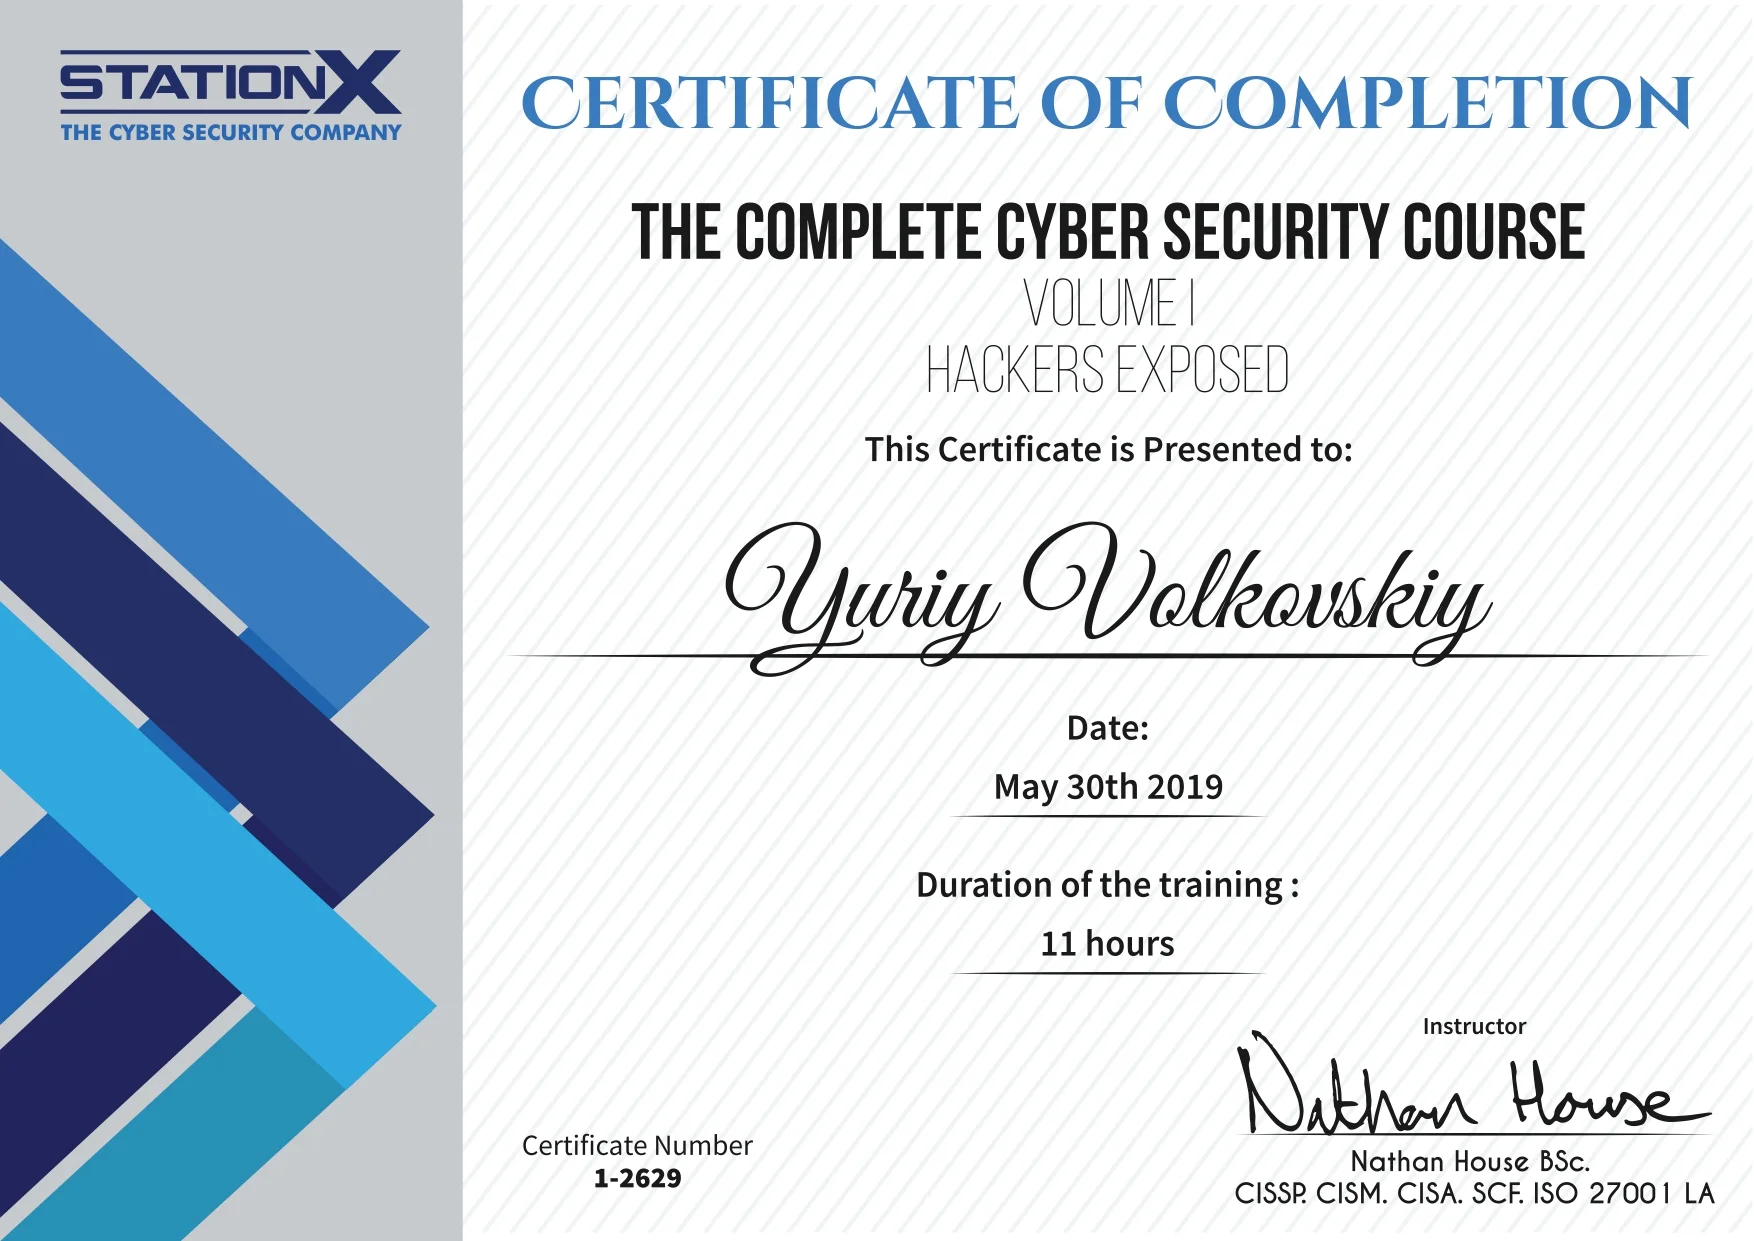 STATIONX
THE CYBER SECURITY COMPANY
CERTIFICATE OF COMPLETION
THE COMPLETE CYBER SECURITY COURSE
VOLUME I
HACKERS EXPOSED
This Certificate is Presented to:
Yuriy Volkovskiy
Date:
May 30th 2019
Duration of the training :
11 hours
Instructor
Nathan House
Certificate Number
1-2629
Nathan House BSc.
CISSP. CISM. CISA. SCF. ISO 27001 LA